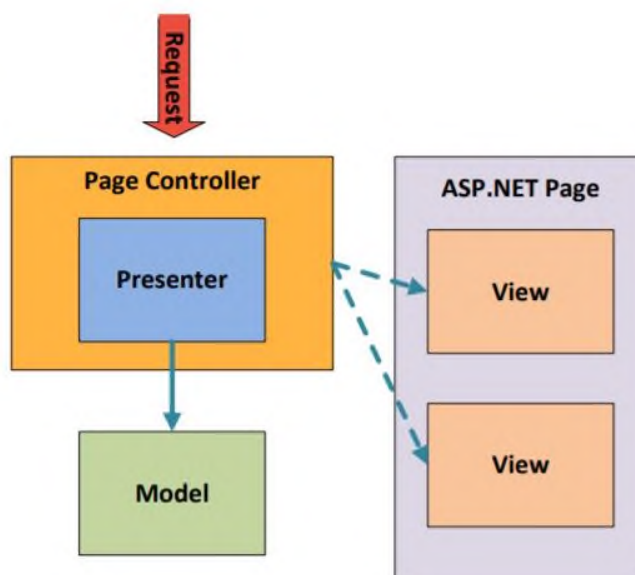 Request
Page Controller
ASP.NET Page
Presenter
View
View
Model